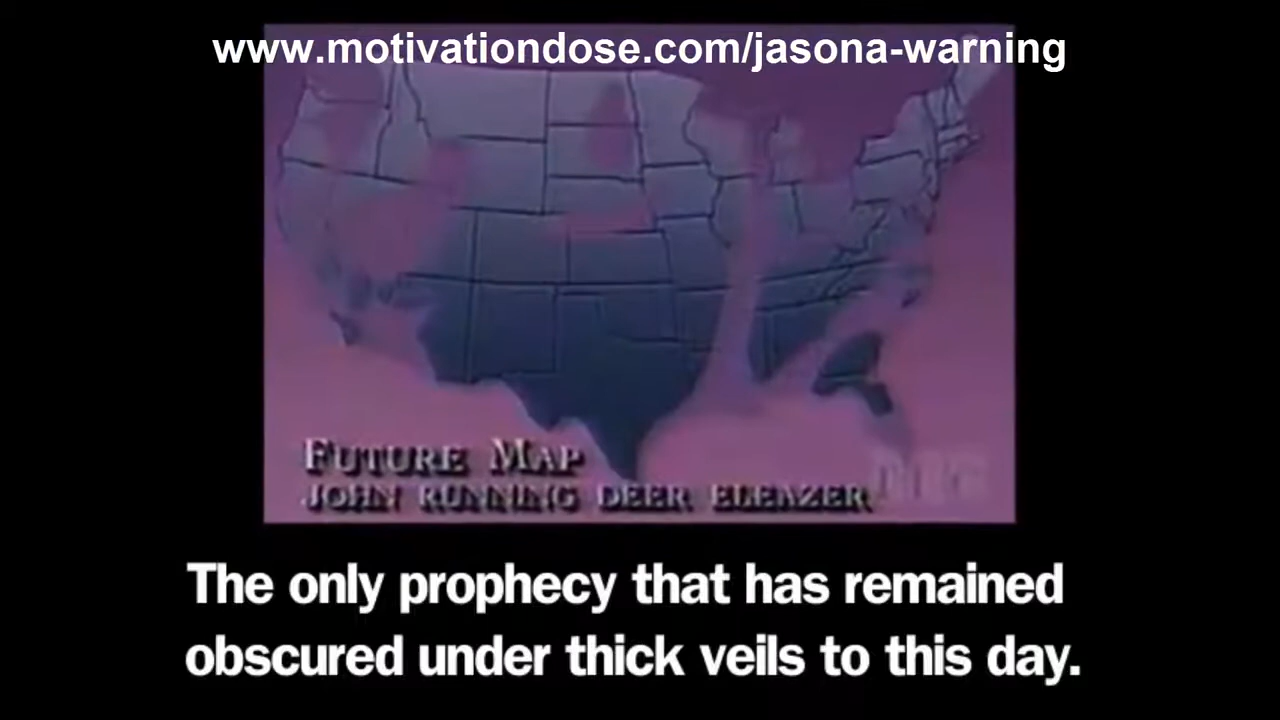 www.motivationdose.com/jasona-warning
FUTURE MAP
JOHN RUNNING DEER ELEAZER
The only prophecy that has remained
obscured under thick veils to this day.